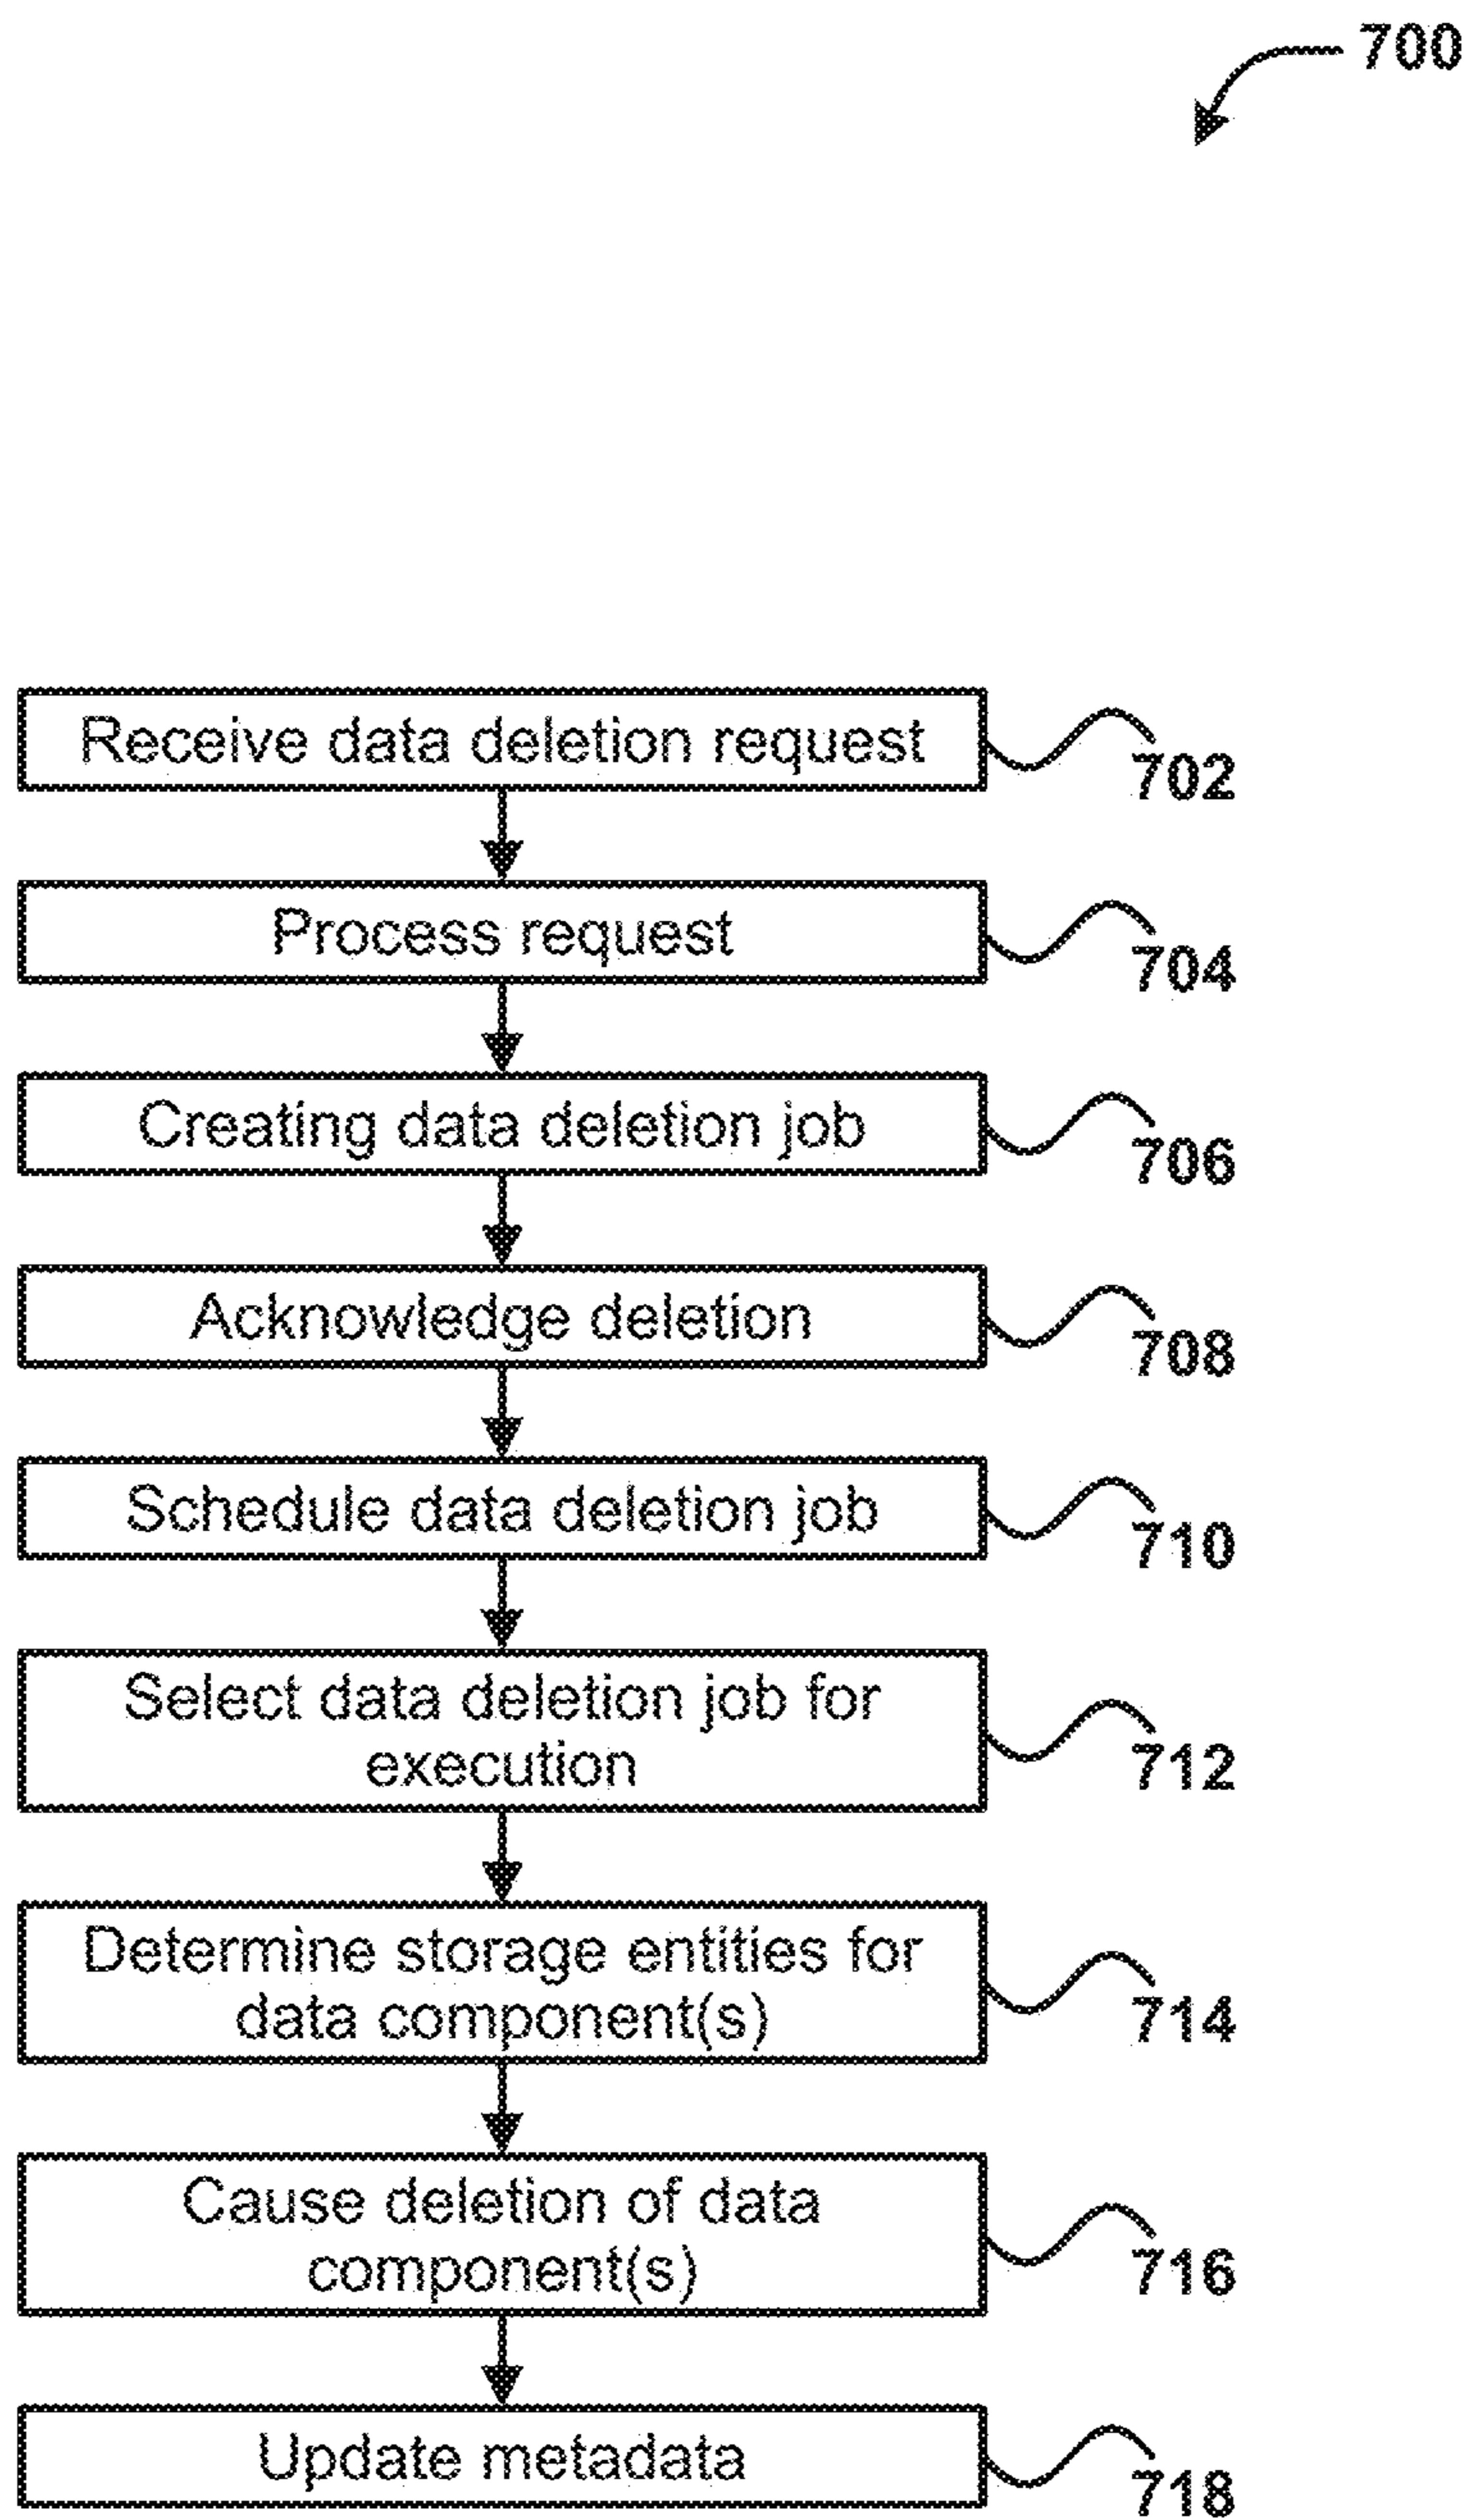 700
Receive data deletion request
702
Process request
704
Creating data deletion job
706
Acknowledge deletion
708
Schedule data deletion job
710
Select data deletion job for
execution
712
Determine storage entities for
data component(s)
714
Cause deletion of data
component(s)
716
Update metadata
718